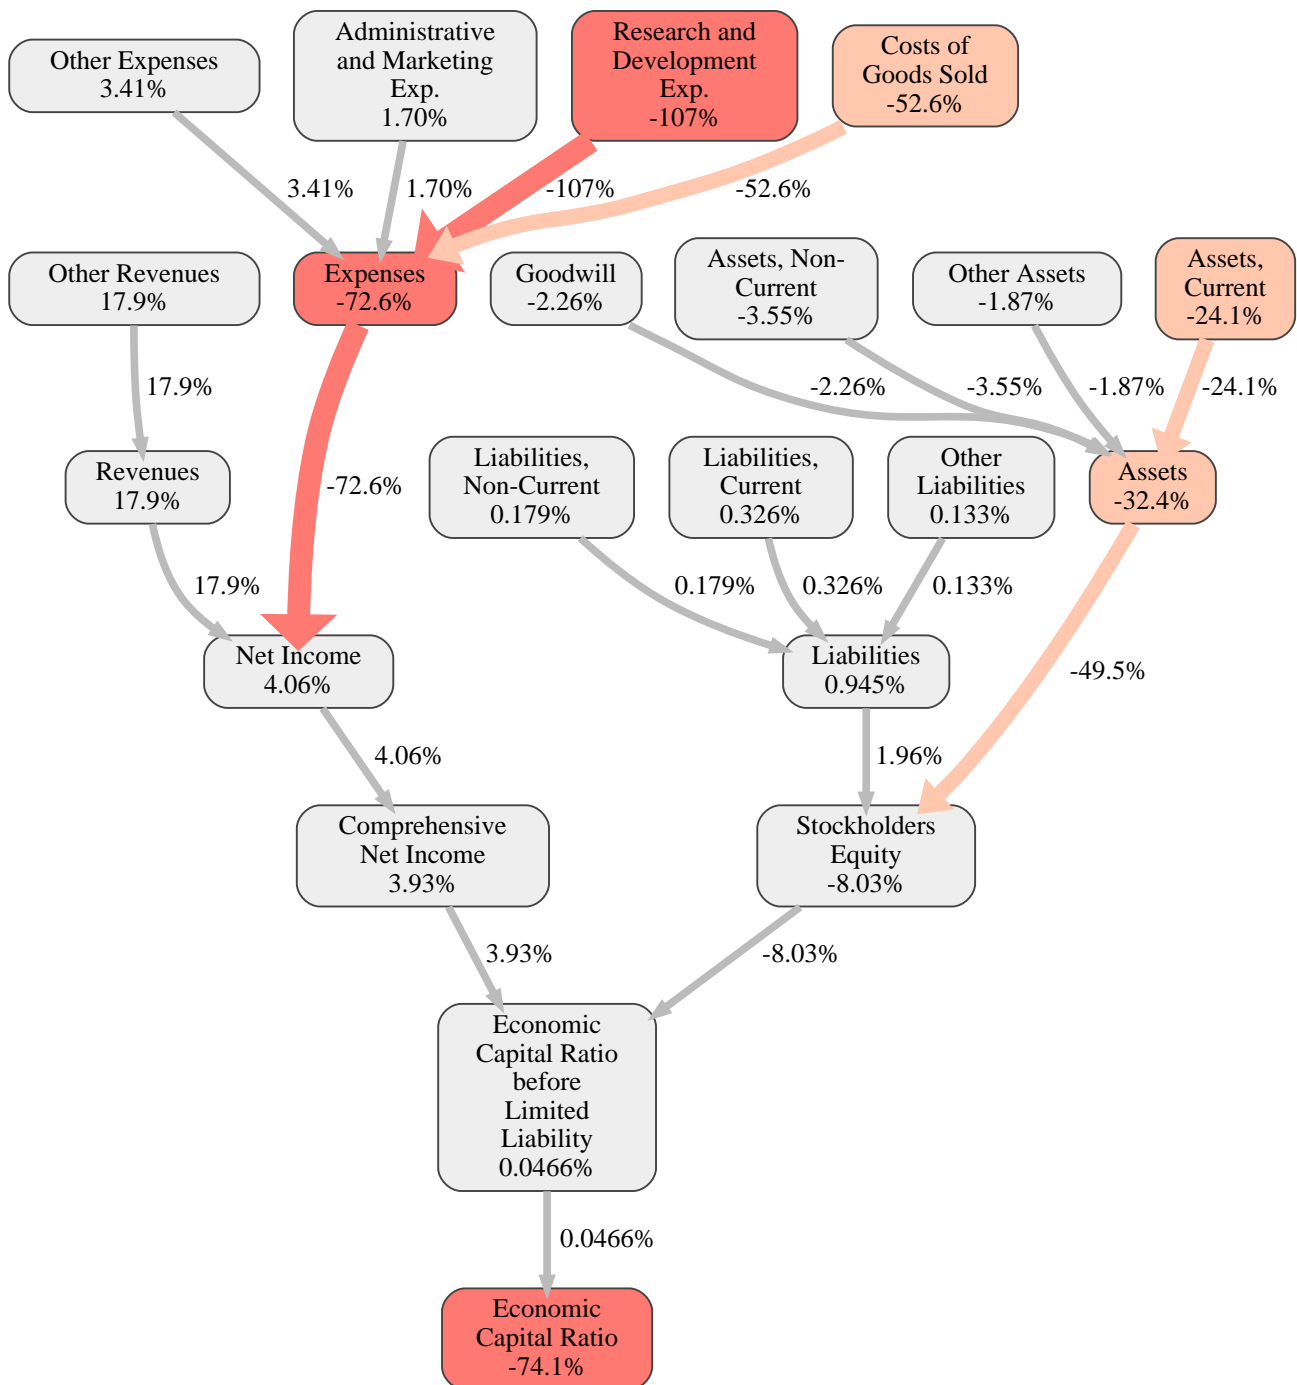 Other Expenses
3.41%
Administrative
and Marketing
Exp.
1.70%
Research and
Development
Exp.
-107%
Costs of
Goods Sold
-52.6%
3.41%
1.70%
-107%
-52.6%
Other Revenues
17.9%
Expenses
-72.6%
Goodwill
-2.26%
Assets, Non-
Current
-3.55%
Other Assets
-1.87%
Assets,
Current
-24.1%
17.9%
-2.26%
-3.55%
-1.87%
-24.1%
Revenues
17.9%
-72.6%
Liabilities,
Non-Current
0.179%
Liabilities,
Current
0.326%
Other
Liabilities
0.133%
Assets
-32.4%
17.9%
0.179%
0.326%
0.133%
Net Income
4.06%
Liabilities
0.945%
-49.5%
4.06%
1.96%
Comprehensive
Net Income
3.93%
Stockholders
Equity
-8.03%
3.93%
-8.03%
Economic
Capital Ratio
before
Limited
Liability
0.0466%
0.0466%
Economic
Capital Ratio
-74.1%